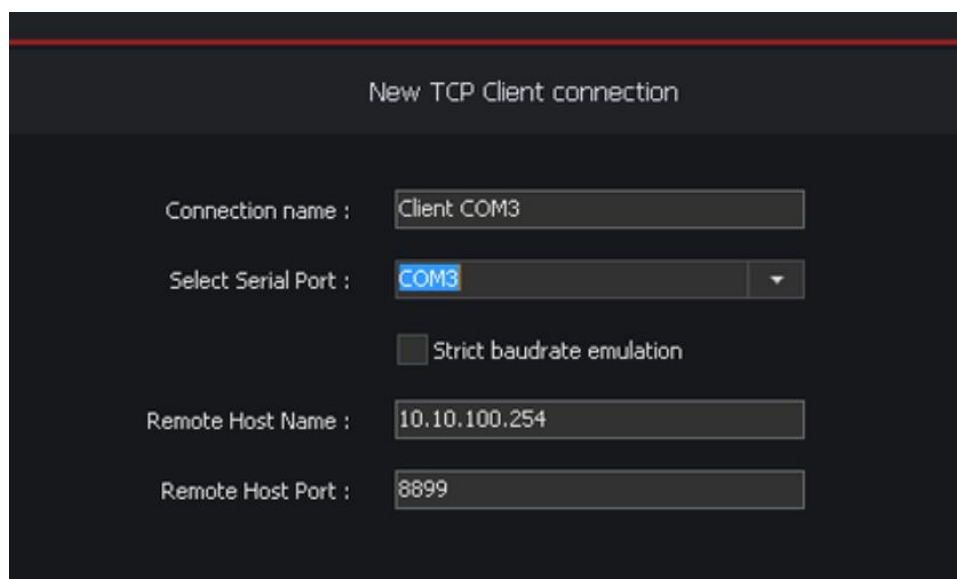 New TCP Client connection
Connection name : Client COM3
Select Serial Port : COM3
Strict baudrate emulation
Remote Host Name : 10.10.100.254
Remote Host Port : 8899